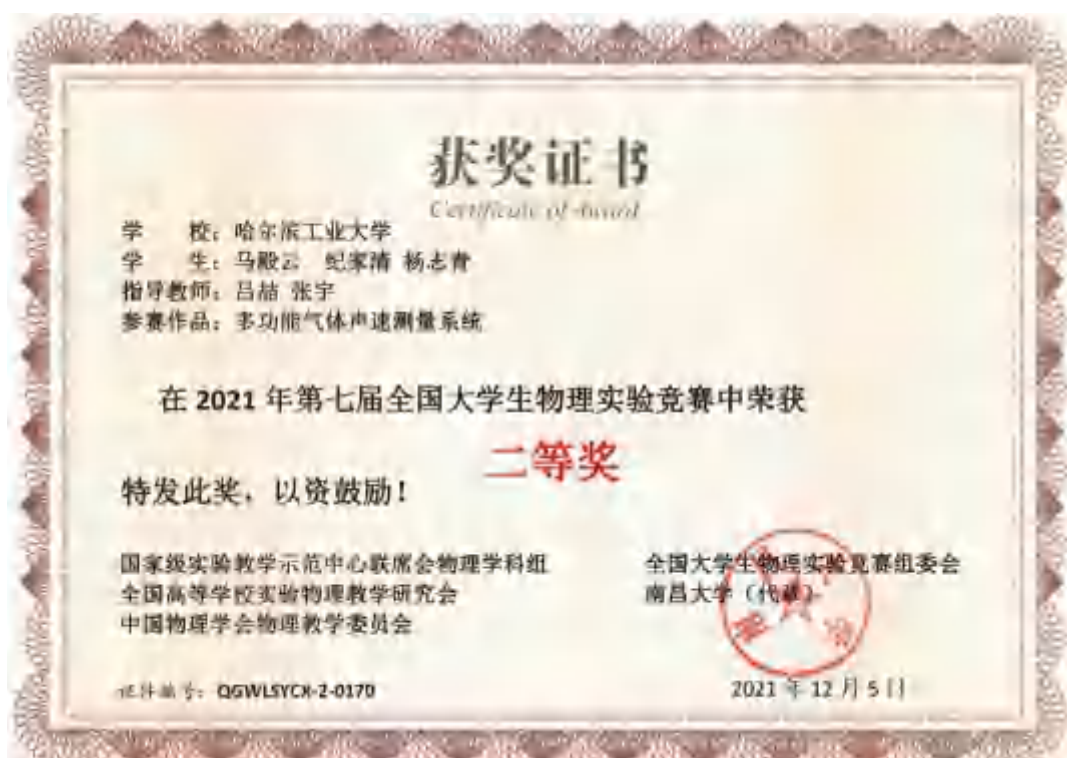 获奖证书
Certificate of Award
学 校：哈尔滨工业大学
学 生：马殿云 纪家清 杨志青
指导教师：吕喆 张宇
参赛作品：多功能气体声速测量系统
在 2021 年第七届全国大学生物理实验竞赛中荣获
二等奖
特发此奖，以资鼓励！
国家级实验教学示范中心联席会物理学科组
全国高等学校实验物理教学研究会
中国物理学会物理教学委员会
全国大学生物理实验竞赛组委会
南昌大学（代章）
证件编号：QGWLSYCX-2-0170
2021 年 12 月 5 日